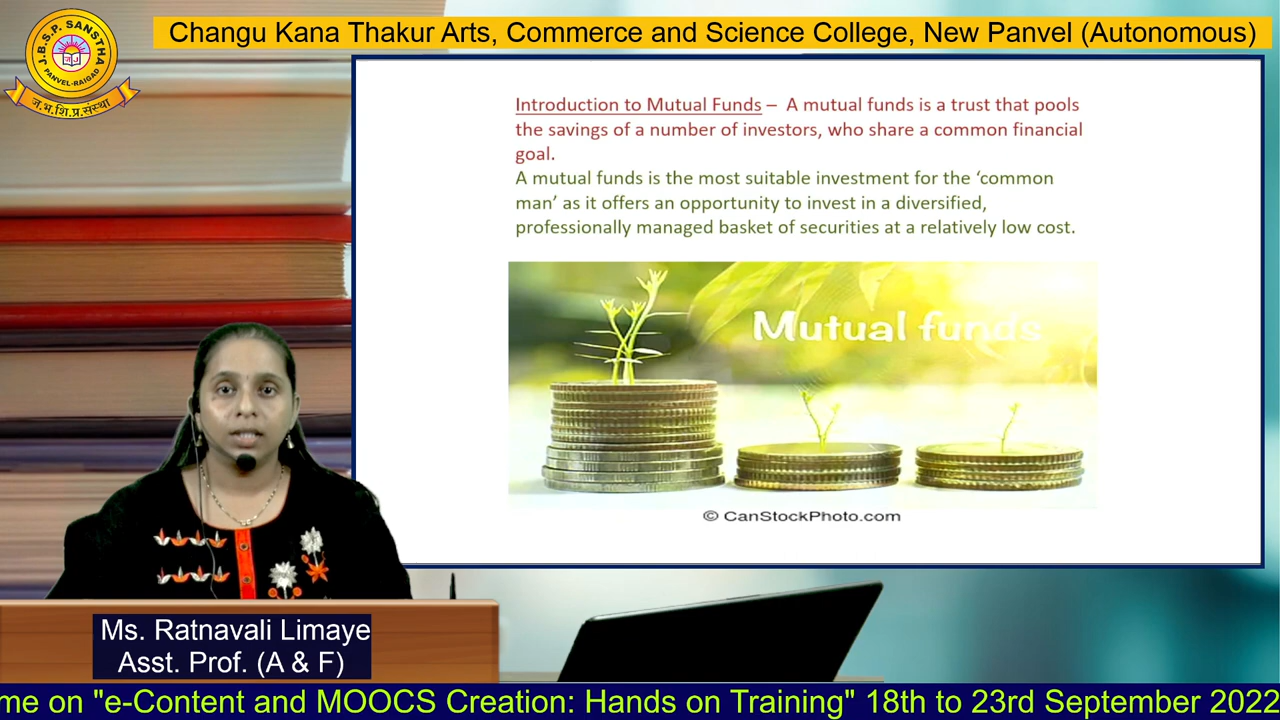 Changu Kana Thakur Arts, Commerce and Science College, New Panvel (Autonomous)
J.B.S.P. SANSTHA
PANVEL-RAIGAD
ज.भ.शि.प्र.संस्था
Introduction to Mutual Funds – A mutual funds is a trust that pools
the savings of a number of investors, who share a common financial
goal.
A mutual funds is the most suitable investment for the ‘common
man’ as it offers an opportunity to invest in a diversified,
professionally managed basket of securities at a relatively low cost.
Mutual funds
© CanStockPhoto.com
Ms. Ratnavali Limaye
Asst. Prof. (A & F)
me on "e-Content and MOOCS Creation: Hands on Training" 18th to 23rd September 2022